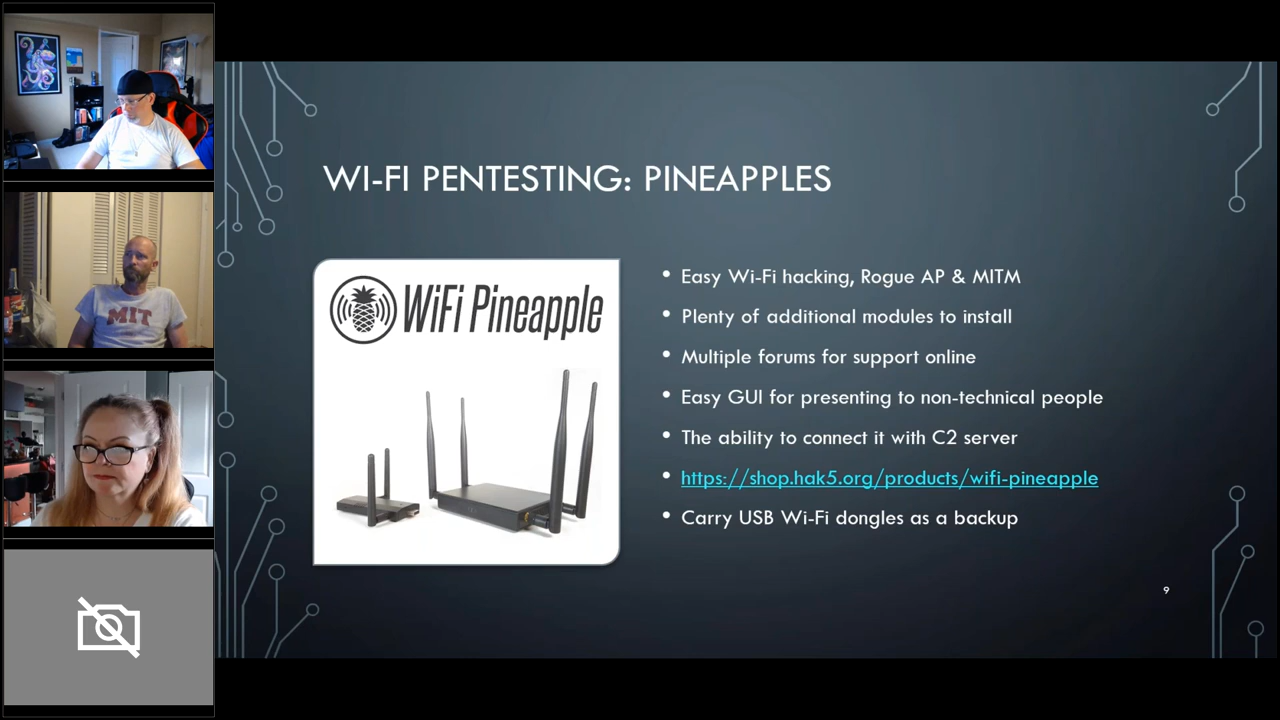 MIT
WI-FI PENTESTING: PINEAPPLES
WiFi Pineapple
• Easy Wi-Fi hacking, Rogue AP & MITM
• Plenty of additional modules to install
• Multiple forums for support online
• Easy GUI for presenting to non-technical people
• The ability to connect it with C2 server
• https://shop.hak5.org/products/wifi-pineapple
• Carry USB Wi-Fi dongles as a backup
9